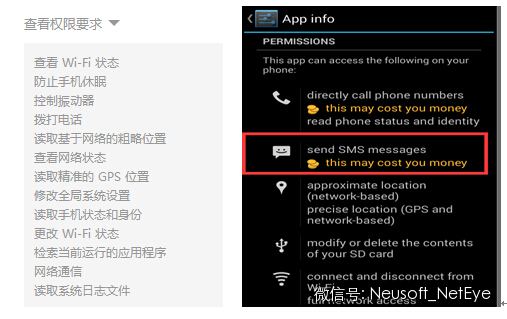 查看权限要求
查看 Wi-Fi 状态
防止手机休眠
控制振动器
拨打电话
读取基于网络的粗略位置
查看网络状态
读取精准的 GPS 位置
修改全局系统设置
读取手机状态和身份
更改 Wi-Fi 状态
检索当前运行的应用程序
网络通信
读取系统日志文件
App info
PERMISSIONS
This app can access the following on your
phone:
directly call phone numbers
this may cost you money
read phone status and identity
send SMS messages
this may cost you money
approximate location
(network-based)
precise location (GPS and
network-based)
modify or delete the contents
of your SD card
connect and disconnect from
Wi-Fi
full network access
微信号: Neusoft_NetEye